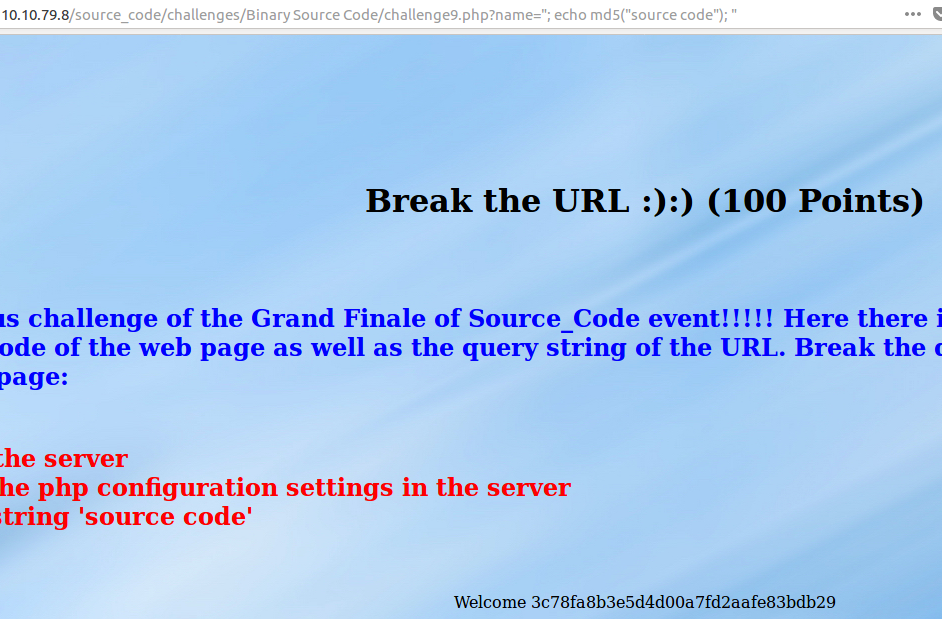 10.10.79.8/source_code/challenges/Binary Source Code/challenge9.php?name="; echo md5("source code"); "
Break the URL :):) (100 Points)
challenge of the Grand Finale of Source_Code event!!!!! Here there
of the web page as well as the query string of the URL. Break the
page:
the server
php configuration settings in the server
string 'source code'
Welcome 3c78fa8b3e5d4d00a7fd2aafe83bdb29